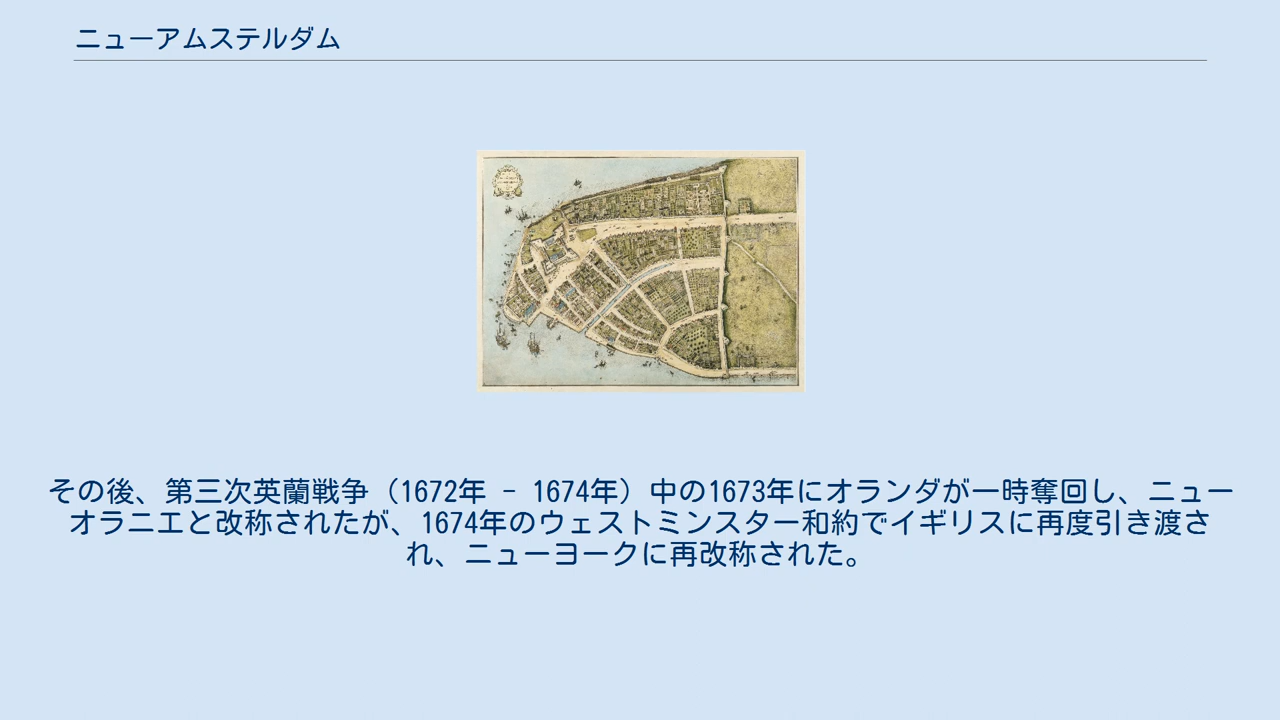 ニューアムステルダム
その後、第三次英蘭戦争（1672年 - 1674年）中の1673年にオランダが一時奪回し、ニュー
オラニエと改称されたが、1674年のウェストミンスター和約でイギリスに再度引き渡さ
れ、ニューヨークに再改称された。